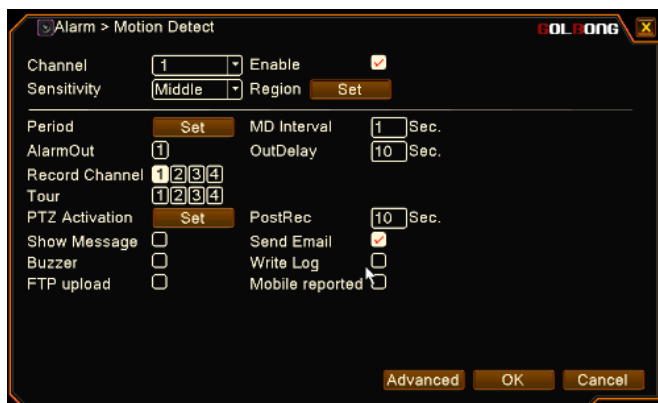 Alarm > Motion Detect GOLBONG X
Channel 1 Enable
Sensitivity Middle Region Set
Period Set MD Interval 1 Sec.
AlarmOut 1 OutDelay 10 Sec.
Record Channel 1 2 3 4
Tour 1 2 3 4
PTZ Activation Set PostRec 10 Sec.
Show Message Send Email
Buzzer Write Log
FTP upload Mobile reported
Advanced OK Cancel